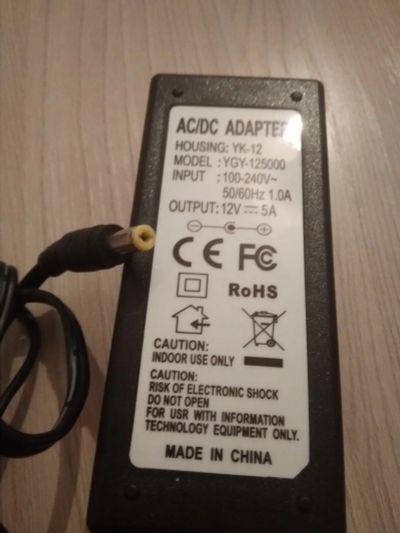 AC/DC ADAPTER
HOUSING: YK-12
MODEL : YGY-125000
INPUT : 100-240V~
50/60Hz 1.0A
OUTPUT: 12V ⎓ 5A
CE FC
RoHS
CAUTION:
INDOOR USE ONLY
CAUTION:
RISK OF ELECTRONIC SHOCK
DO NOT OPEN
FOR USR WITH INFORMATION
TECHNOLOGY EQUIPMENT ONLY.
MADE IN CHINA